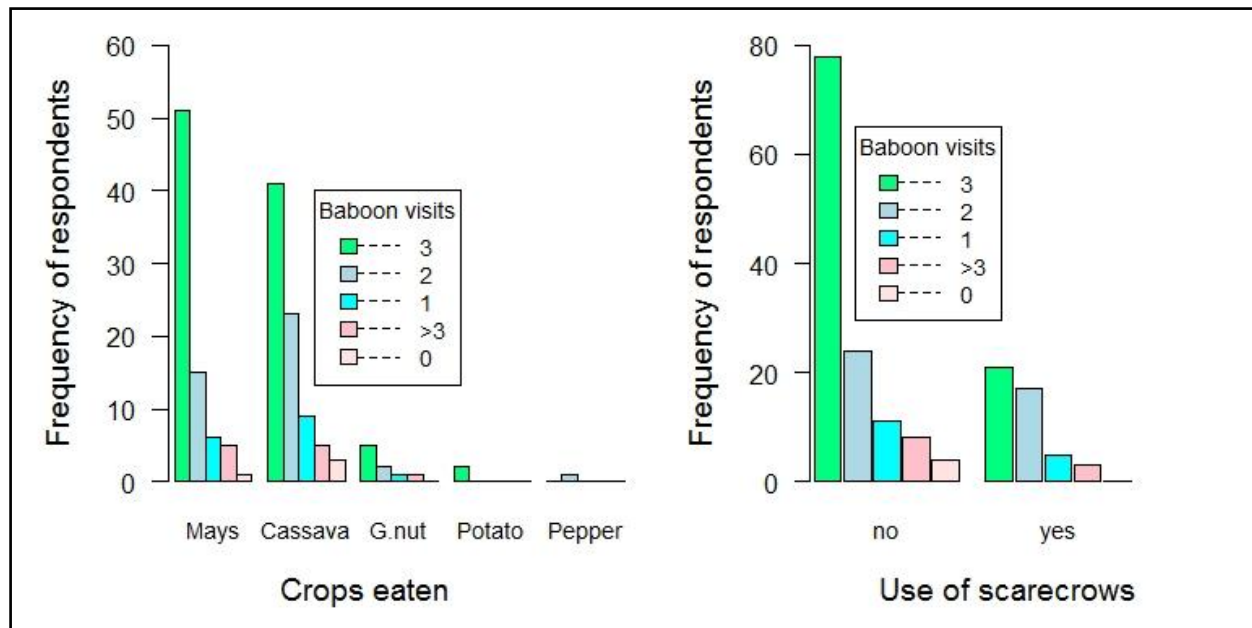 Frequency of respondents
60
50
40
30
20
10
0
Baboon visits
3
2
1
>3
0
Mays Cassava G.nut Potato Pepper
Crops eaten
Frequency of respondents
80
60
40
20
0
Baboon visits
3
2
1
>3
0
no yes
Use of scarecrows